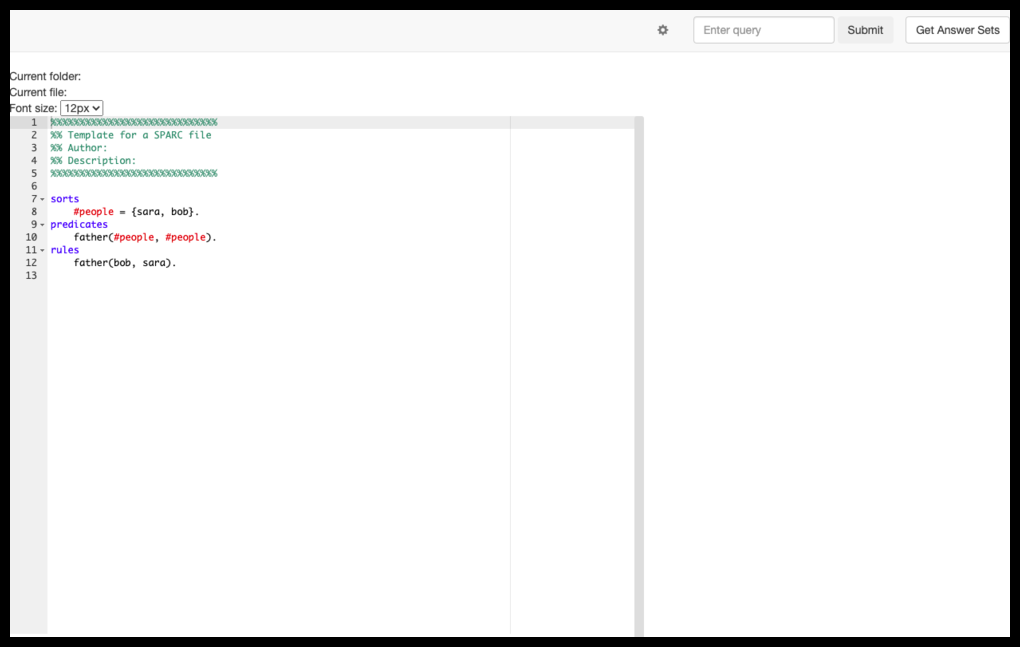 Enter query Submit Get Answer Sets
Current folder:
Current file:
Font size: 12px
1 %%%%%%%%%%%%%%%%%%%%%%%%%%%%%
2 %% Template for a SPARC file
3 %% Author:
4 %% Description:
5 %%%%%%%%%%%%%%%%%%%%%%%%%%%%%
6
7 sorts
8 #people = {sara, bob}.
9 predicates
10 father(#people, #people).
11 rules
12 father(bob, sara).
13